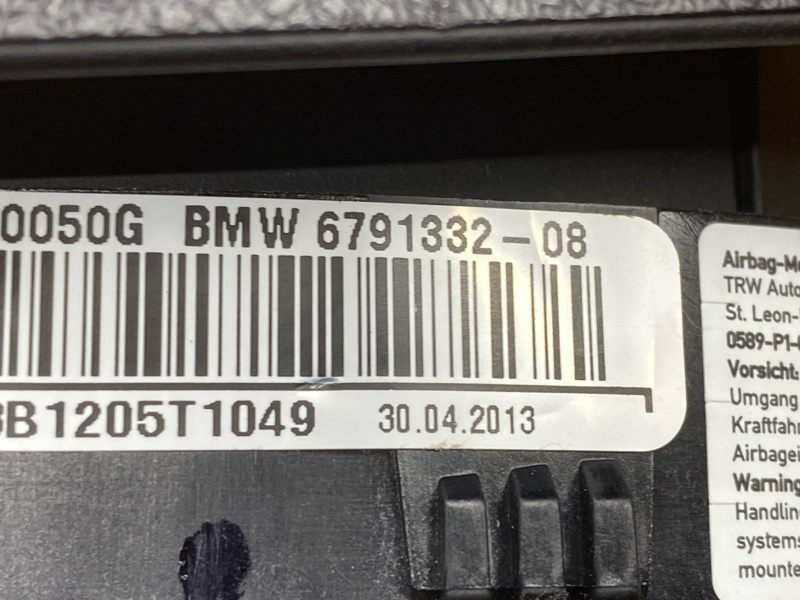 0050G BMW 6791332-08
B1205T1049 30.04.2013
Airbag-M
TRW Auto
St. Leon-
0589-P1-
Vorsicht:
Umgang
Kraftfahr
Airbagei
Warning
Handlin
systems
mounte